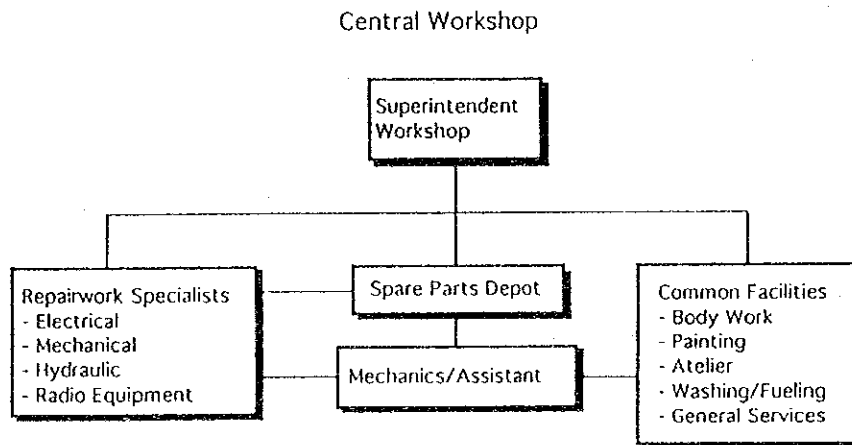 Central Workshop
Superintendent
Workshop
Repairwork Specialists
- Electrical
- Mechanical
- Hydraulic
- Radio Equipment
Spare Parts Depot
Mechanics/Assistant
Common Facilities
- Body Work
- Painting
- Atelier
- Washing/Fueling
- General Services